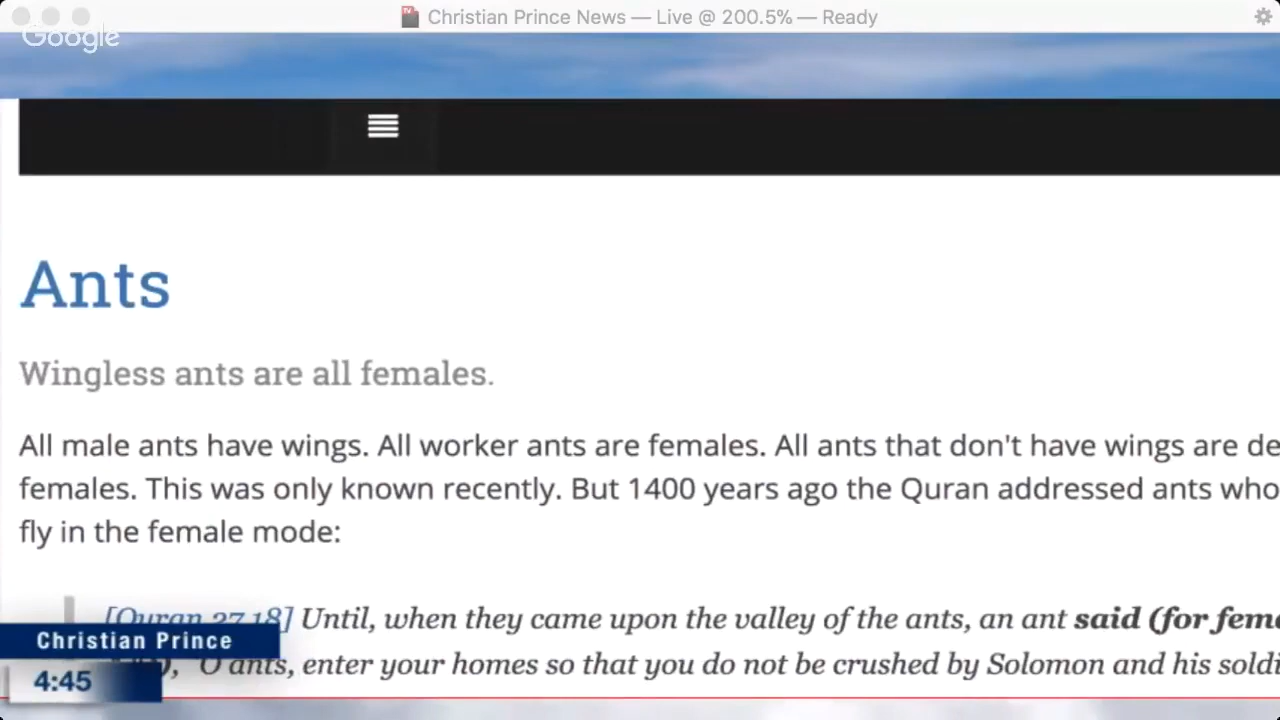 Christian Prince News — Live @ 200.5% — Ready
Google
Ants
Wingless ants are all females.
All male ants have wings. All worker ants are females. All ants that don't have wings are
females. This was only known recently. But 1400 years ago the Quran addressed ants who
fly in the female mode:
[Quran 27.18] Until, when they came upon the valley of the ants, an ant said (for
"O ants, enter your homes so that you do not be crushed by Solomon and his
Christian Prince
4:45